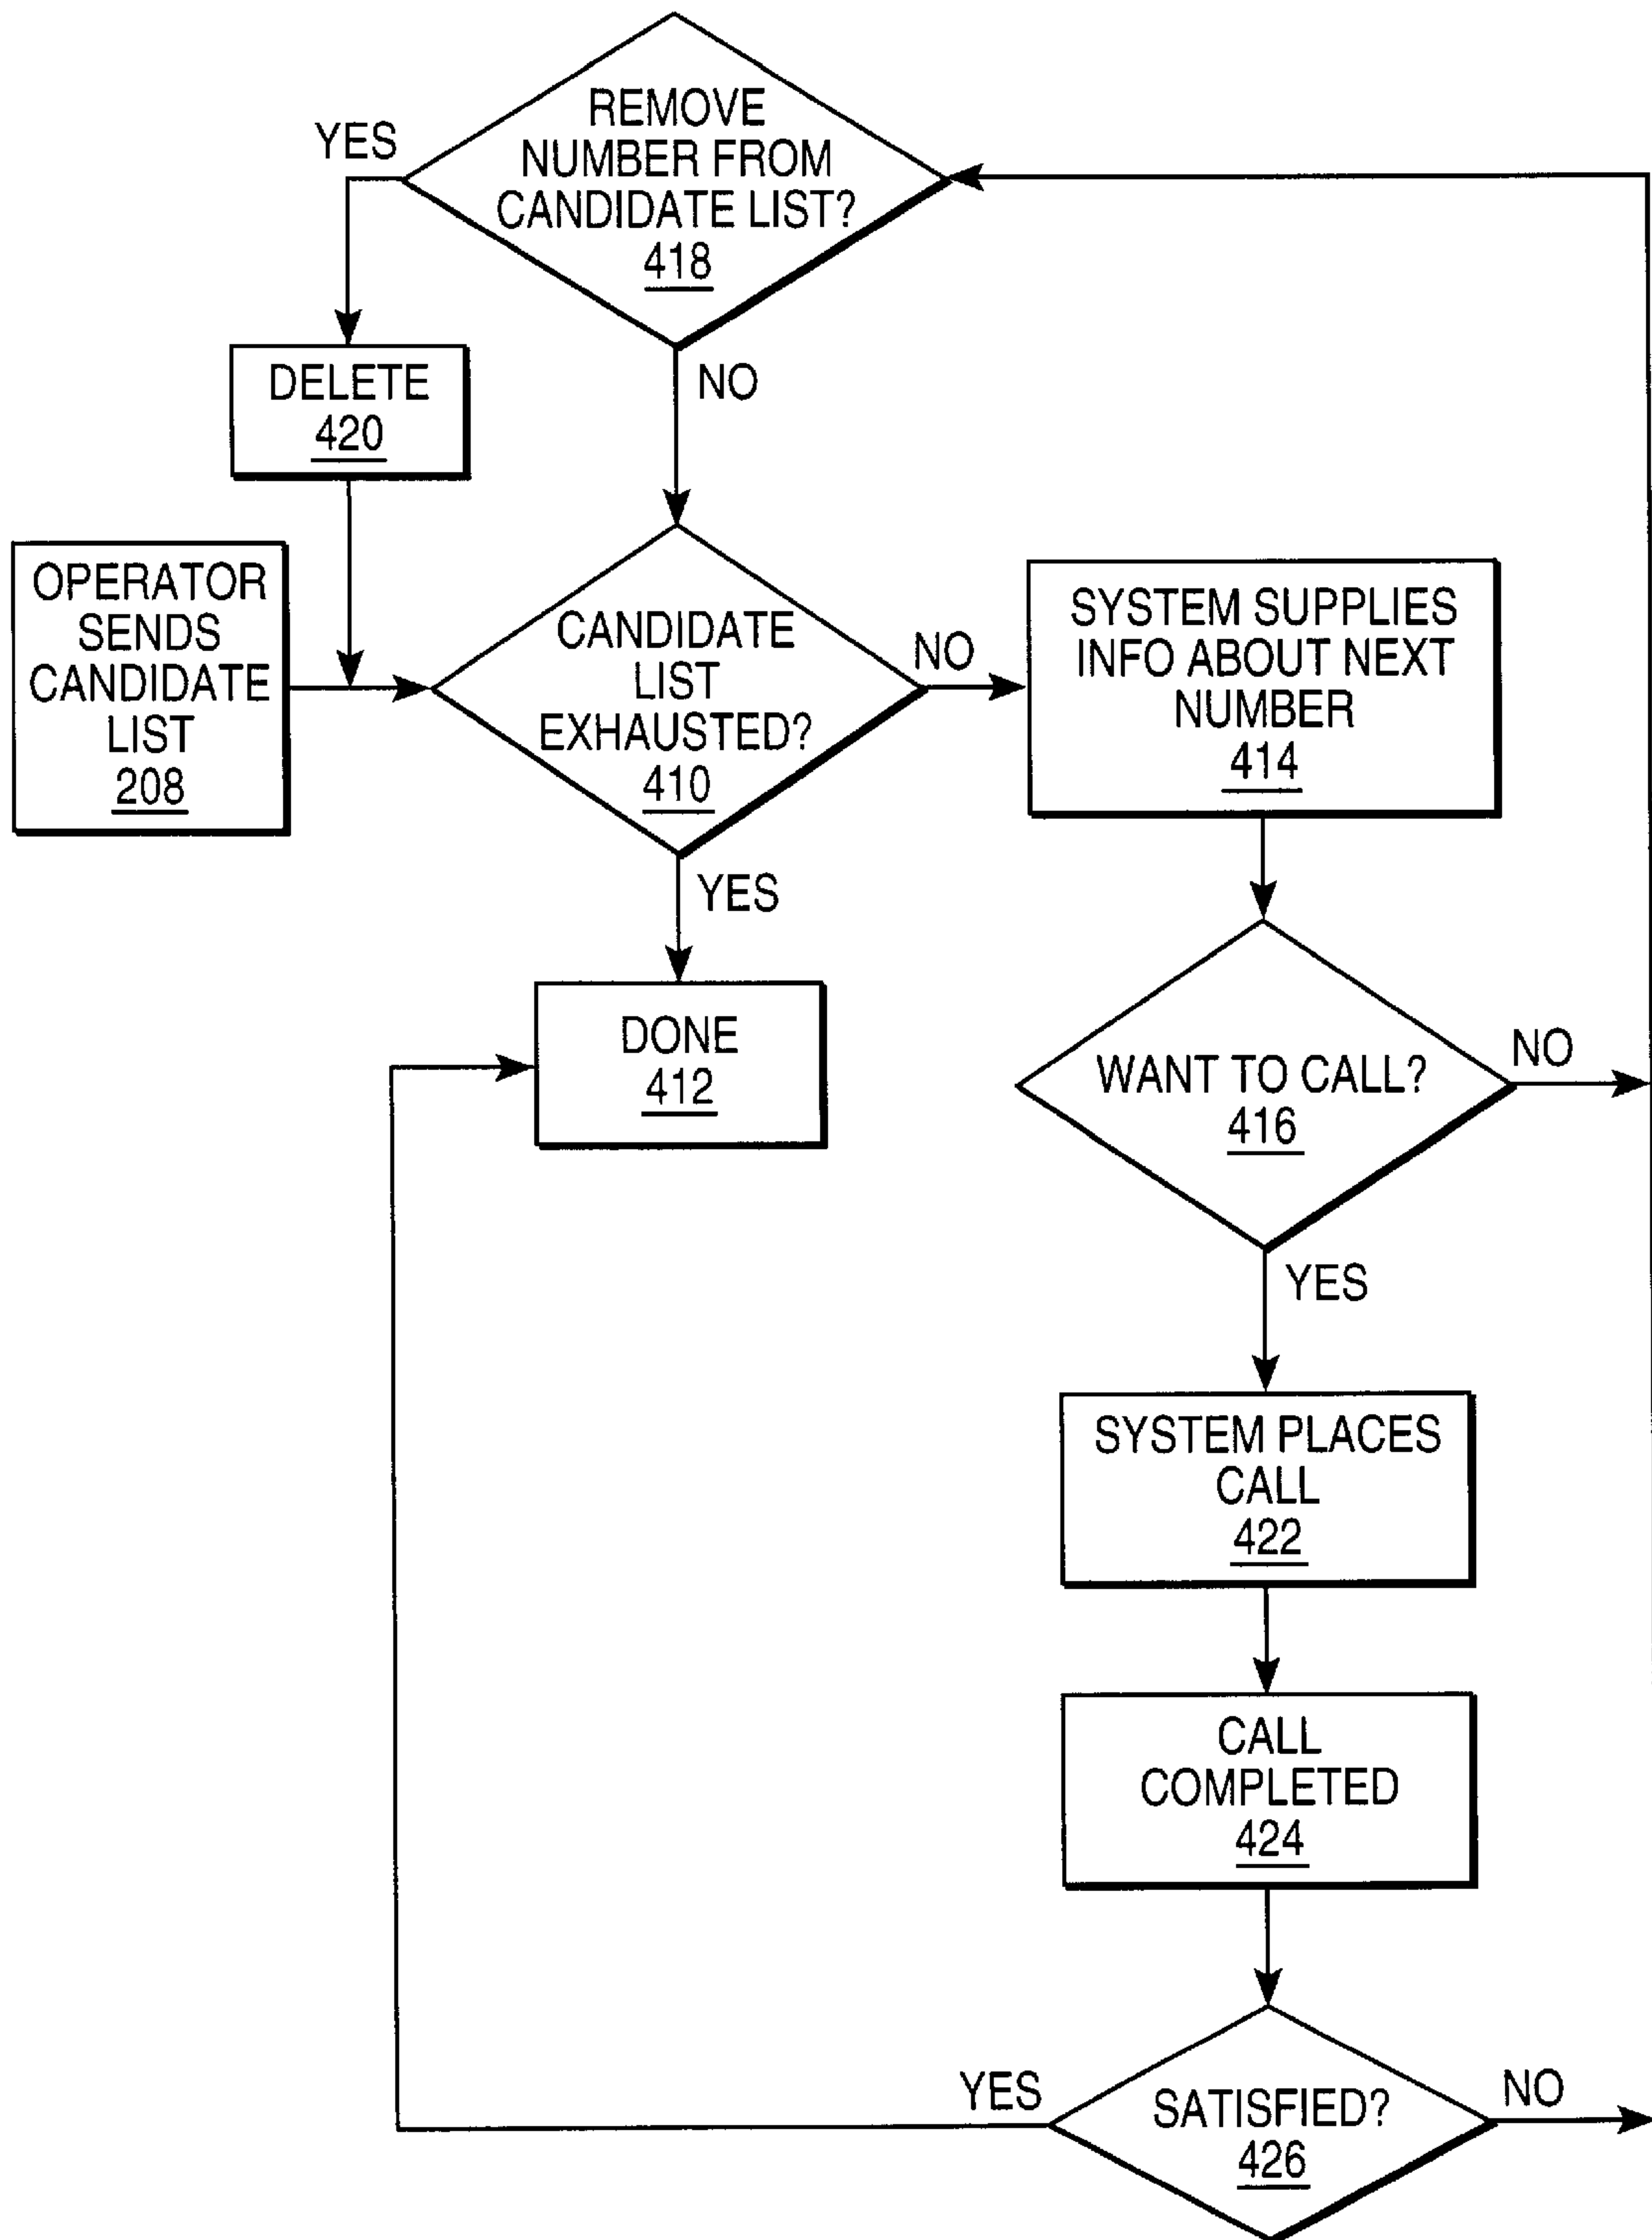 REMOVE
NUMBER FROM
CANDIDATE LIST?
418
YES
NO
DELETE
420
OPERATOR
SENDS
CANDIDATE
LIST
208
CANDIDATE
LIST
EXHAUSTED?
410
NO
YES
SYSTEM SUPPLIES
INFO ABOUT NEXT
NUMBER
414
DONE
412
WANT TO CALL?
416
NO
YES
SYSTEM PLACES
CALL
422
CALL
COMPLETED
424
YES
SATISFIED?
426
NO